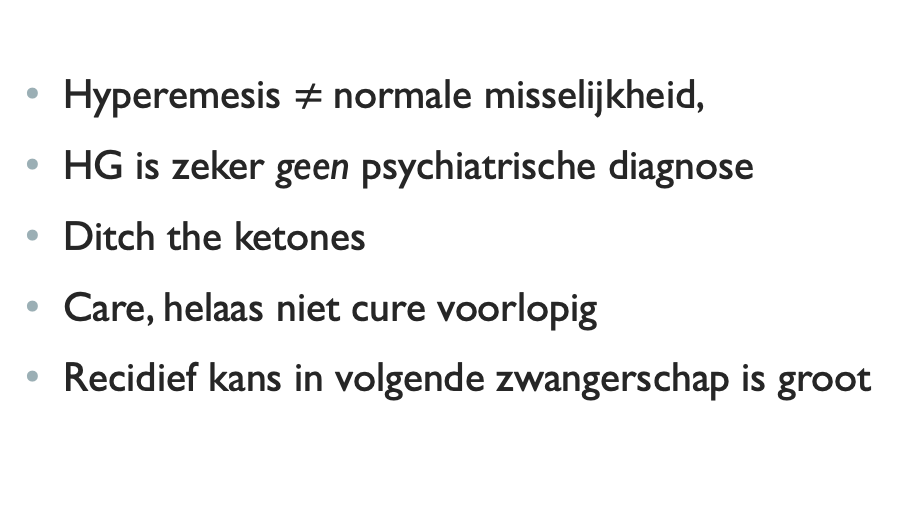 • Hyperemesis ≠ normale misselijkheid,
• HG is zeker geen psychiatrische diagnose
• Ditch the ketones
• Care, helaas niet cure voorlopig
• Recidief kans in volgende zwangerschap is groot